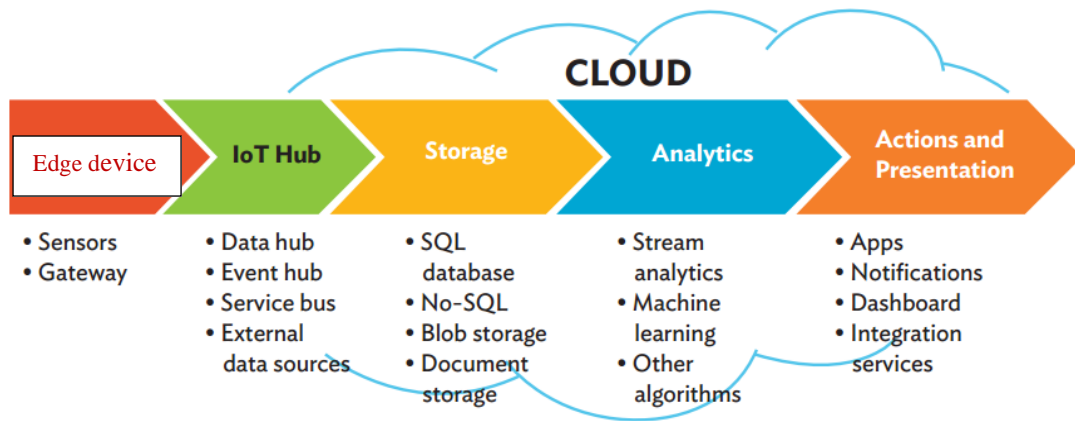 CLOUD
Edge device
IoT Hub
Storage
Analytics
Actions and
Presentation
• Sensors
• Gateway
• Data hub
• Event hub
• Service bus
• External
data sources
• SQL
database
• No-SQL
• Blob storage
• Document
storage
• Stream
analytics
• Machine
learning
• Other
algorithms
• Apps
• Notifications
• Dashboard
• Integration
services